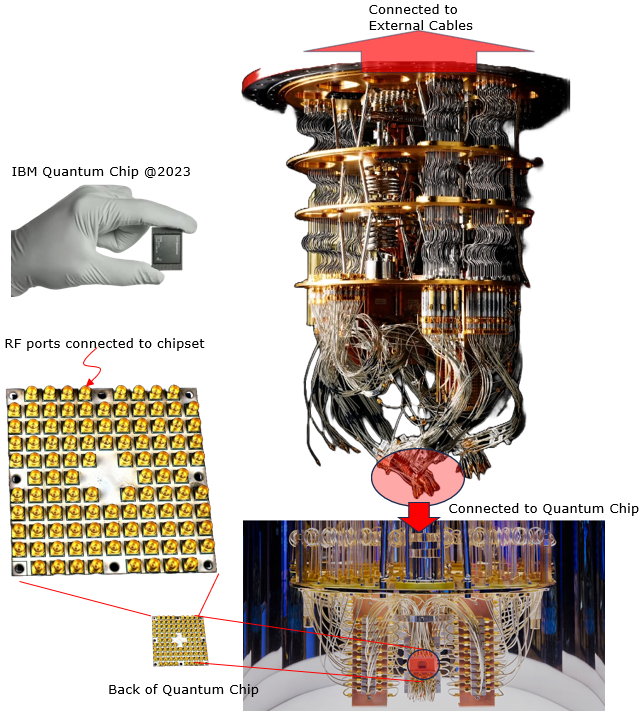 Connected to
External Cables
IBM Quantum Chip @2023
RF ports connected to chipset
Connected to Quantum Chip
Back of Quantum Chip